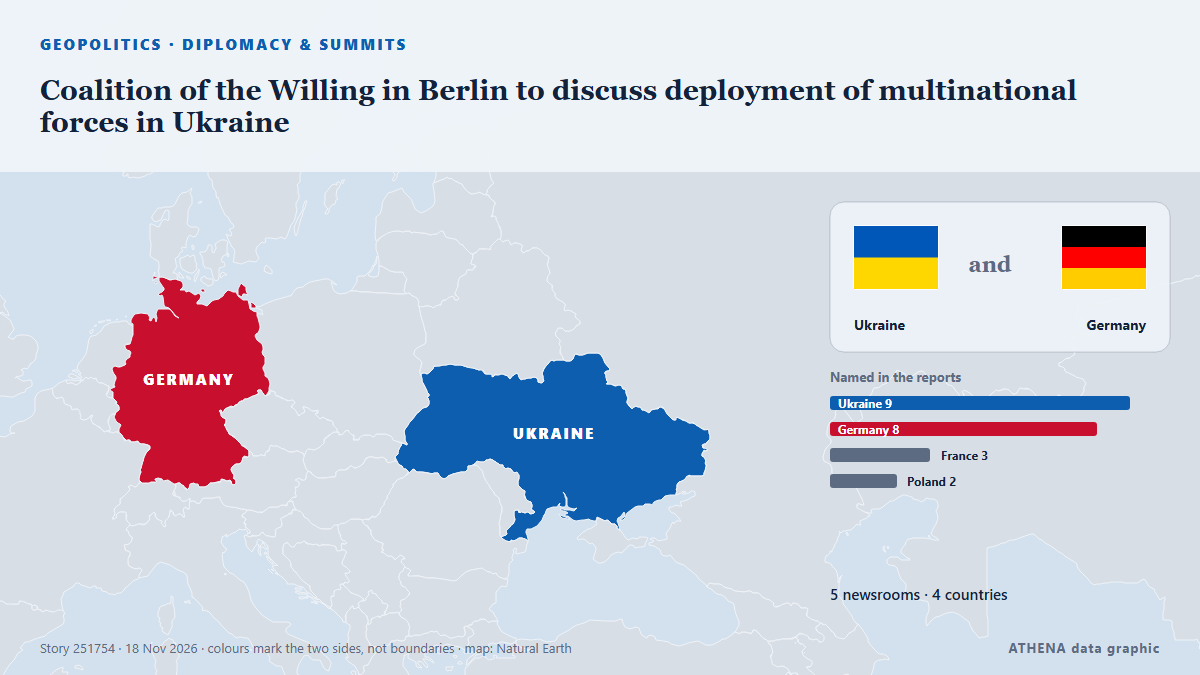 GEOPOLITICS · DIPLOMACY & SUMMITS
Coalition of the Willing in Berlin to discuss deployment of multinational
forces in Ukraine
GERMANY
UKRAINE
and
Ukraine
Germany
Named in the reports
Ukraine 9
Germany 8
France 3
Poland 2
5 newsrooms · 4 countries
Story 251754 · 18 Nov 2026 · colours mark the two sides, not boundaries · map: Natural Earth
ATHENA data graphic